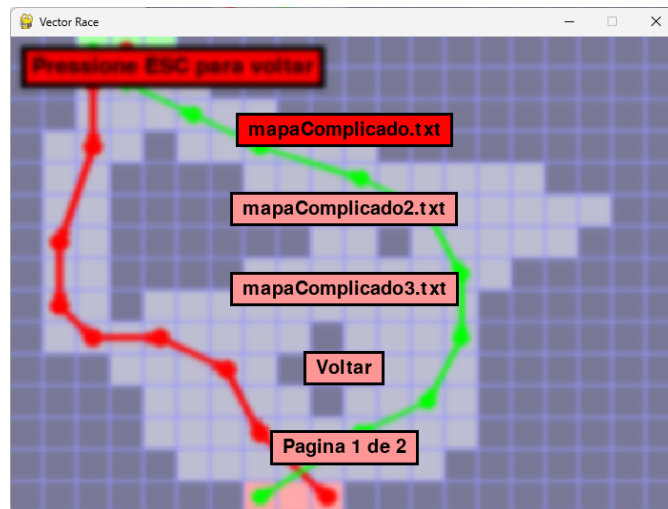 Vector Race
Pressione ESC para voltar
mapaComplicado.txt
mapaComplicado2.txt
mapaComplicado3.txt
Voltar
Pagina 1 de 2